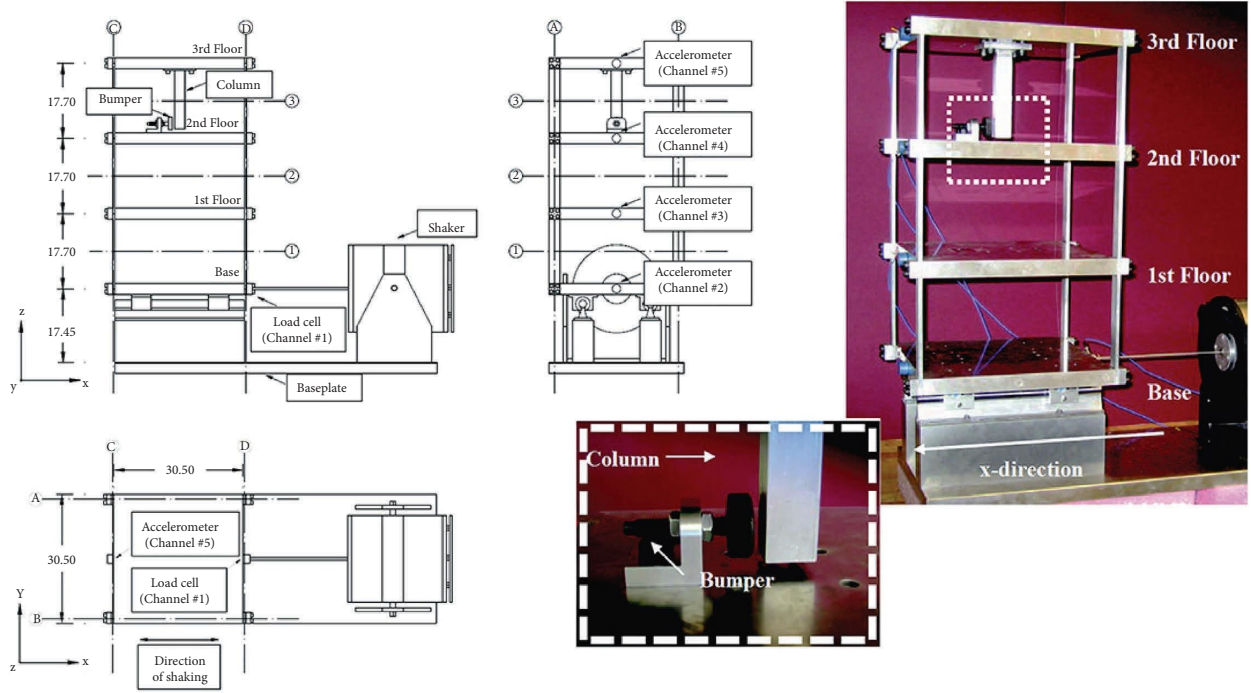 C
D
3rd Floor
Column
17.70
Bumper
3
2nd Floor
17.70
2
1st Floor
Shaker
17.70
1
Base
z
17.45
Load cell
(Channel #1)
y
x
Baseplate
A
B
Accelerometer
(Channel #5)
3
Accelerometer
(Channel #4)
2
Accelerometer
(Channel #3)
1
Accelerometer
(Channel #2)
3rd Floor
2nd Floor
1st Floor
Base
x-direction
C
D
30.50
A
Accelerometer
(Channel #5)
30.50
Load cell
(Channel #1)
Y
B
z
x
Direction
of shaking
Column
Bumper